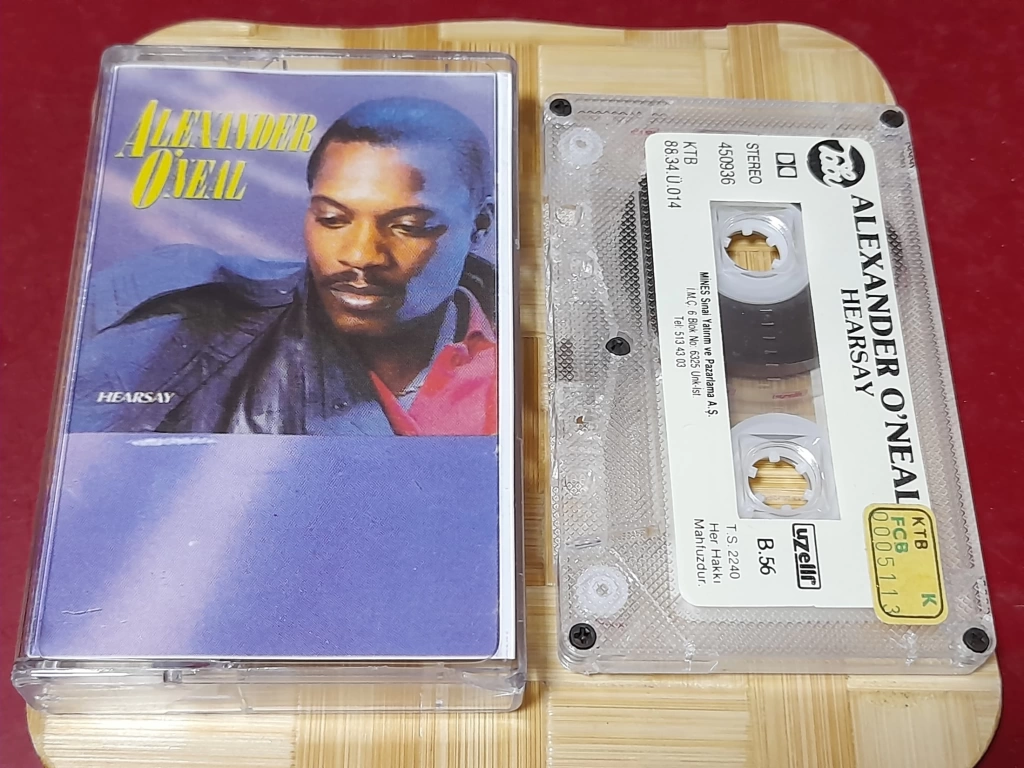 ALEXANDER
O'NEAL
HEARSAY
ALEXANDER O'NEAL
HEARSAY
STEREO
450936
KTB
88.34.Ü.014
MİNES Sınai Yatırım ve Pazarlama A.Ş.
İ.M.Ç. 6 Blok No: 6325 Unk-İst.
Tel: 513 43 03
uzelli
B.56
T.S. 2240
Her Hakkı
Mahfuzdur.
KTB K
FCB
0005113